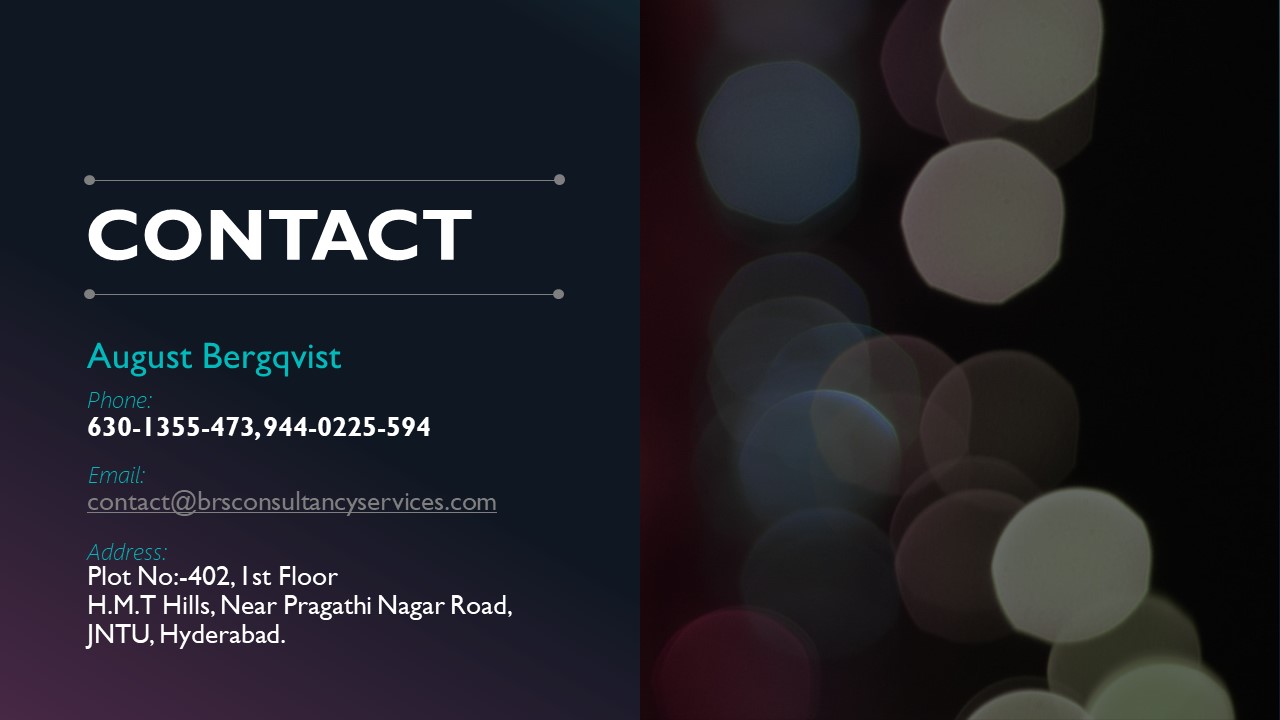 CONTACT
August Bergqvist
Phone:
630-1355-473,944-0225-594
Email:
contact@brsconsultancyservices.com
Address:
Plot No:-402, 1st Floor
H.M.T Hills, Near Pragathi Nagar Road,
JNTU, Hyderabad.